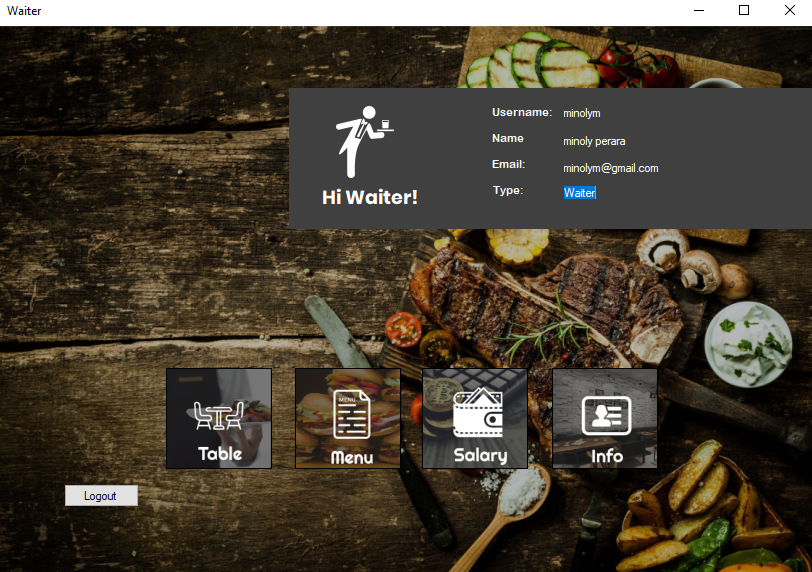 Waiter
Username: minolym
Name minoly perara
Email: minolym@gmail.com
Type: Waiter
Hi Waiter!
MENU
Table
Menu
Salary
Info
Logout